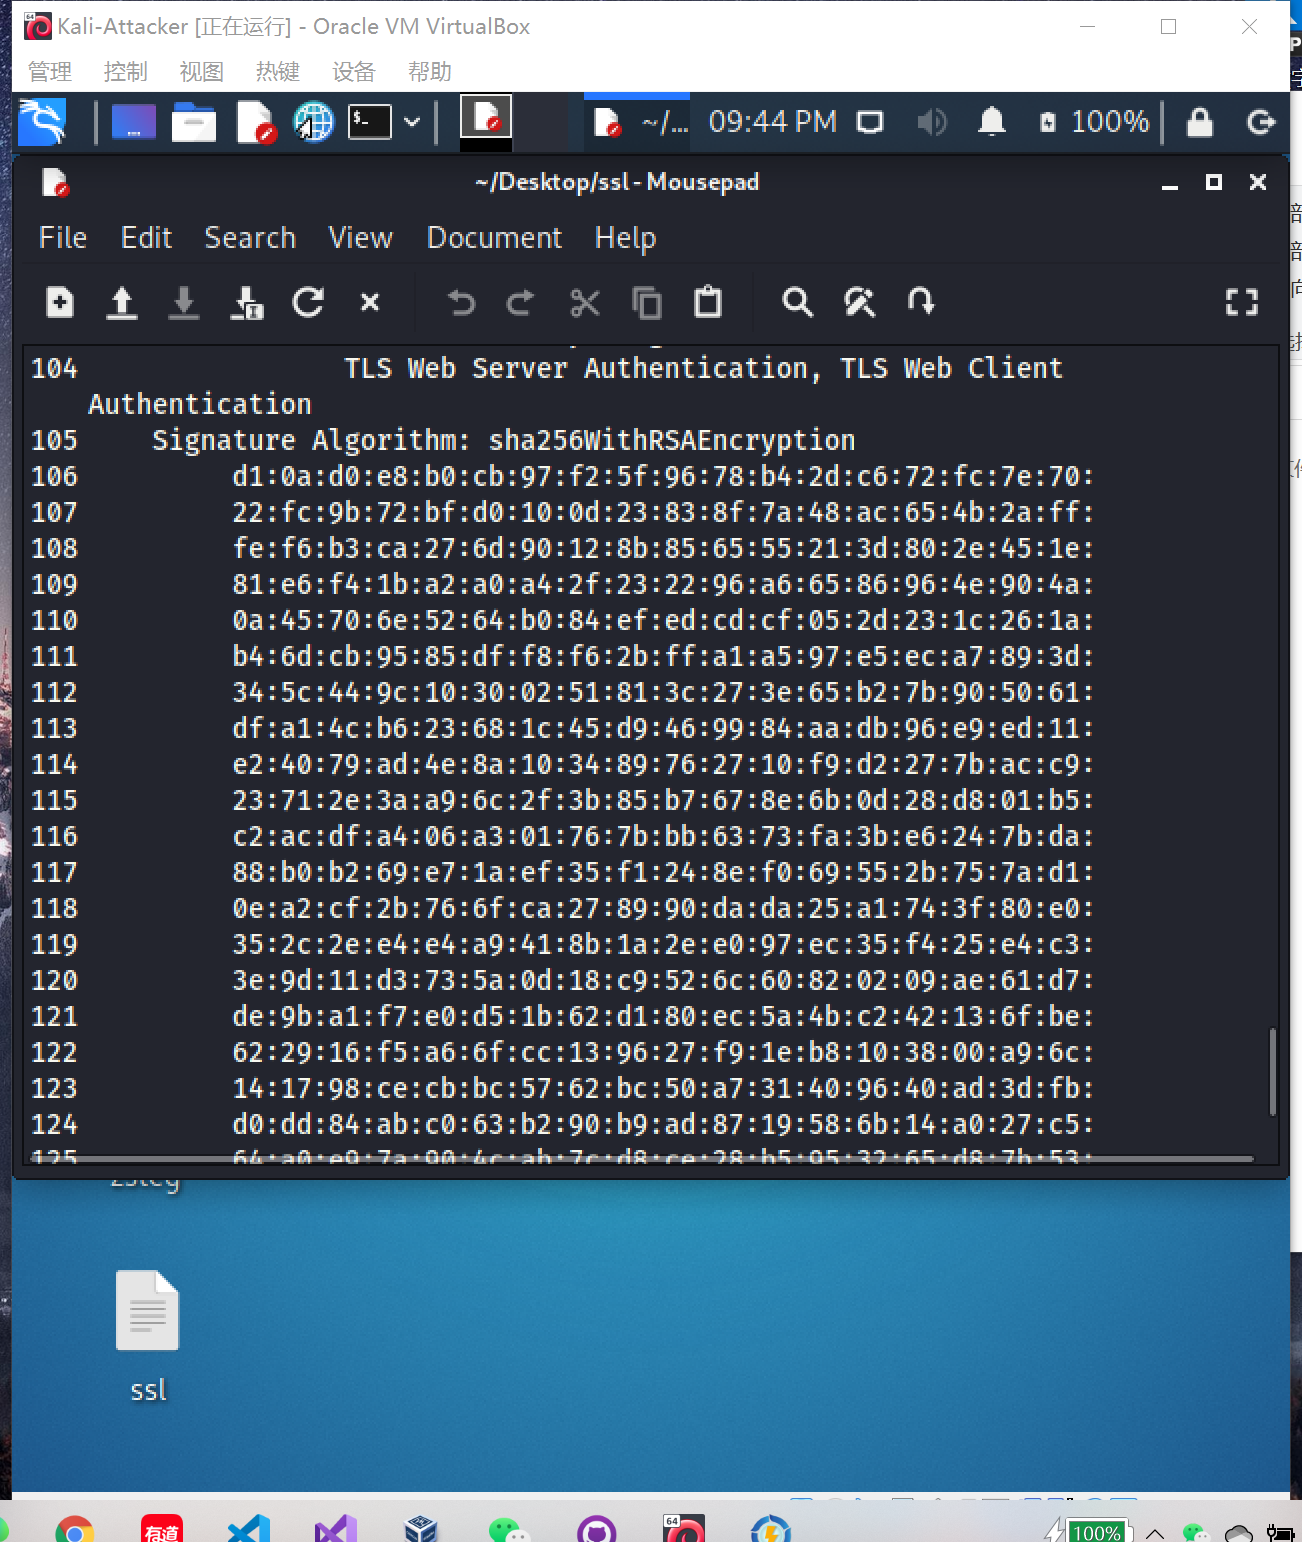 Kali-Attacker [正在运行] - Oracle VM VirtualBox
管理 控制 视图 热键 设备 帮助
~/... 09:44 PM 100%
~/Desktop/ssl - Mousepad
File Edit Search View Document Help
104 TLS Web Server Authentication, TLS Web Client
Authentication
105 Signature Algorithm: sha256WithRSAEncryption
106 d1:0a:d0:e8:b0:cb:97:f2:5f:96:78:b4:2d:c6:72:fc:7e:70:
107 22:fc:9b:72:bf:d0:10:0d:23:83:8f:7a:48:ac:65:4b:2a:ff:
108 fe:f6:b3:ca:27:6d:90:12:8b:85:65:55:21:3d:80:2e:45:1e:
109 81:e6:f4:1b:a2:a0:a4:2f:23:22:96:a6:65:86:96:4e:90:4a:
110 0a:45:70:6e:52:64:b0:84:ef:ed:cd:cf:05:2d:23:1c:26:1a:
111 b4:6d:cb:95:85:df:f8:f6:2b:ff:a1:a5:97:e5:ec:a7:89:3d:
112 34:5c:44:9c:10:30:02:51:81:3c:27:3e:65:b2:7b:90:50:61:
113 df:a1:4c:b6:23:68:1c:45:d9:46:99:84:aa:db:96:e9:ed:11:
114 e2:40:79:ad:4e:8a:10:34:89:76:27:10:f9:d2:27:7b:ac:c9:
115 23:71:2e:3a:a9:6c:2f:3b:85:b7:67:8e:6b:0d:28:d8:01:b5:
116 c2:ac:df:a4:06:a3:01:76:7b:bb:63:73:fa:3b:e6:24:7b:da:
117 88:b0:b2:69:e7:1a:ef:35:f1:24:8e:f0:69:55:2b:75:7a:d1:
118 0e:a2:cf:2b:76:6f:ca:27:89:90:da:da:25:a1:74:3f:80:e0:
119 35:2c:2e:e4:e4:a9:41:8b:1a:2e:e0:97:ec:35:f4:25:e4:c3:
120 3e:9d:11:d3:73:5a:0d:18:c9:52:6c:60:82:02:09:ae:61:d7:
121 de:9b:a1:f7:e0:d5:1b:62:d1:80:ec:5a:4b:c2:42:13:6f:be:
122 62:29:16:f5:a6:6f:cc:13:96:27:f9:1e:b8:10:38:00:a9:6c:
123 14:17:98:ce:cb:bc:57:62:bc:50:a7:31:40:96:40:ad:3d:fb:
124 d0:dd:84:ab:c0:63:b2:90:b9:ad:87:19:58:6b:14:a0:27:c5:
125 64:a0:e9:7a:90:4c:ab:7c:d8:ce:28:b5:95:32:65:d8:7b:53:
zsteg
ssl
有道 64 100%